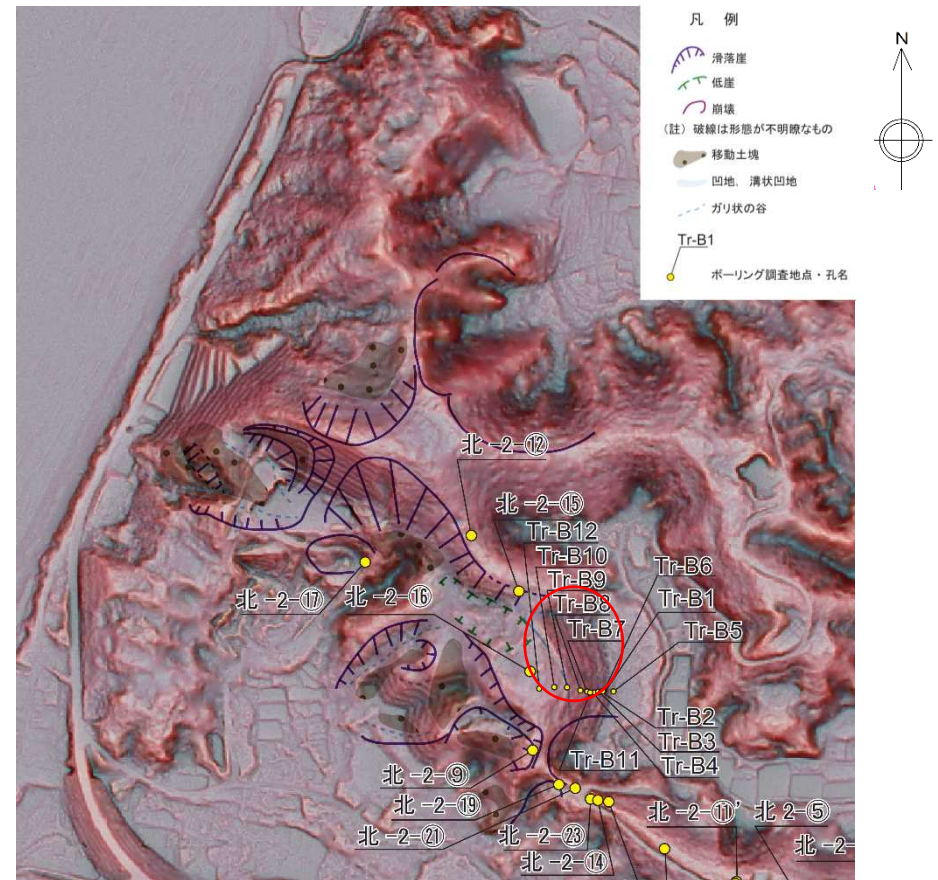 凡 例
滑落崖
低崖
崩壊
(註) 破線は形態が不明瞭なもの
移動土塊
凹地、溝状凹地
ガリ状の谷
Tr-B1
ボーリング調査地点・孔名
N
北 -2-⑫
北 -2-⑮
Tr-B12
Tr-B10
Tr-B9
Tr-B8
Tr-B7
Tr-B6
Tr-B1
Tr-B5
北 -2-⑰
北 -2-⑯
Tr-B2
Tr-B3
Tr-B4
Tr-B11
北 -2-⑨
北 -2-⑲
北 -2-㉑
北 -2-㉓
北 -2-⑭
北 -2-⑪’
北 2-⑤
北 -2-